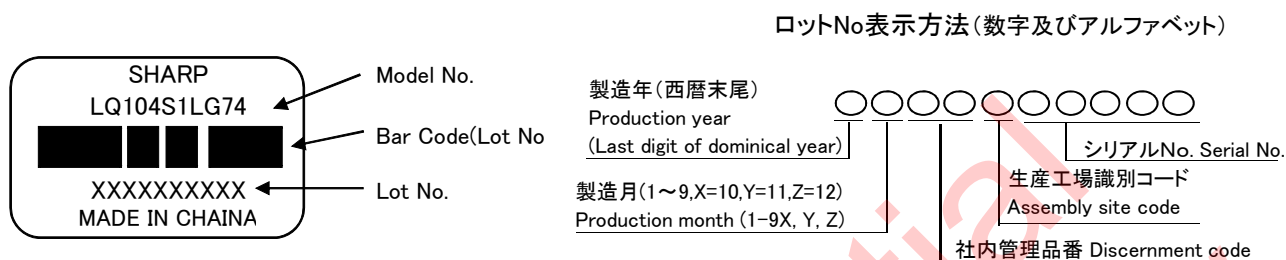 ロットNo表示方法(数字及びアルファベット)
SHARP
LQ104S1LG74
XXXXXXXXXX
MADE IN CHAINA
Model No.
Bar Code(Lot No
Lot No.
製造年(西暦末尾)
Production year
(Last digit of dominical year)
製造月(1～9,X=10,Y=11,Z=12)
Production month (1-9X, Y, Z)
シリアルNo. Serial No.
生産工場識別コード
Assembly site code
社内管理品番 Discernment code